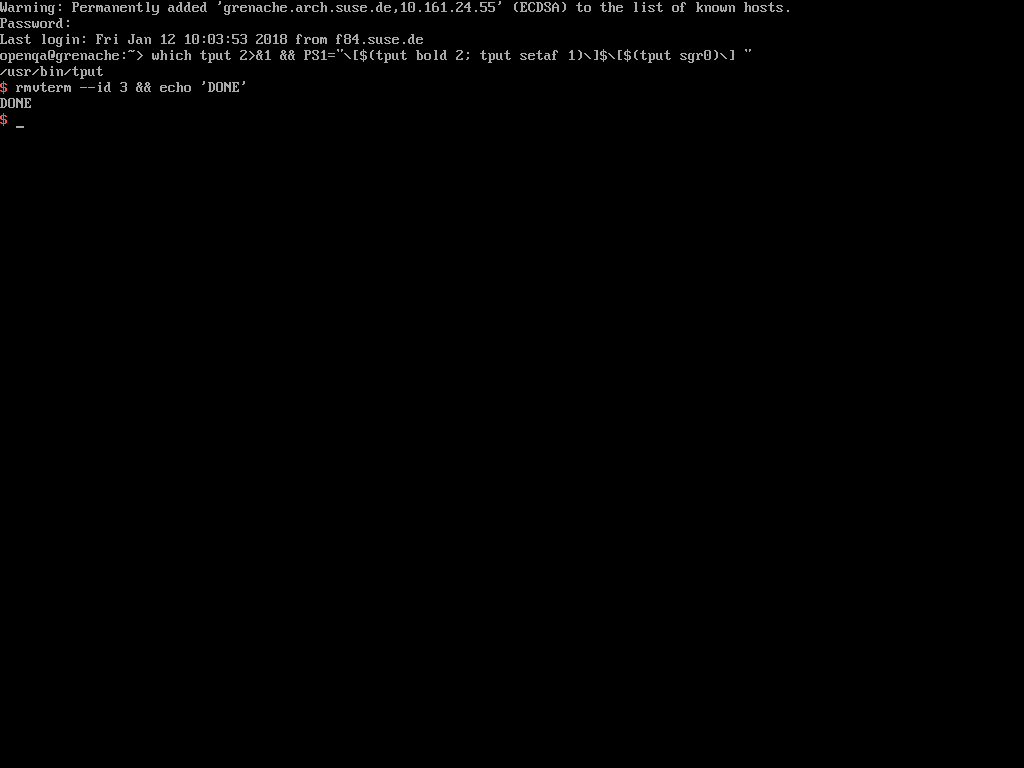 Warning: Permanently added 'grenache.arch.suse.de,10.161.24.55' (ECDSA) to the list of known hosts.
Password:
Last login: Fri Jan 12 10:03:53 2018 from f84.suse.de
openqa@grenache:~> which tput 2>&1 && PS1="\[$(tput bold 2; tput setaf 1)\]$\[$(tput sgr0)\] "
/usr/bin/tput
$ rmvterm --id 3 && echo 'DONE'
DONE
$ _